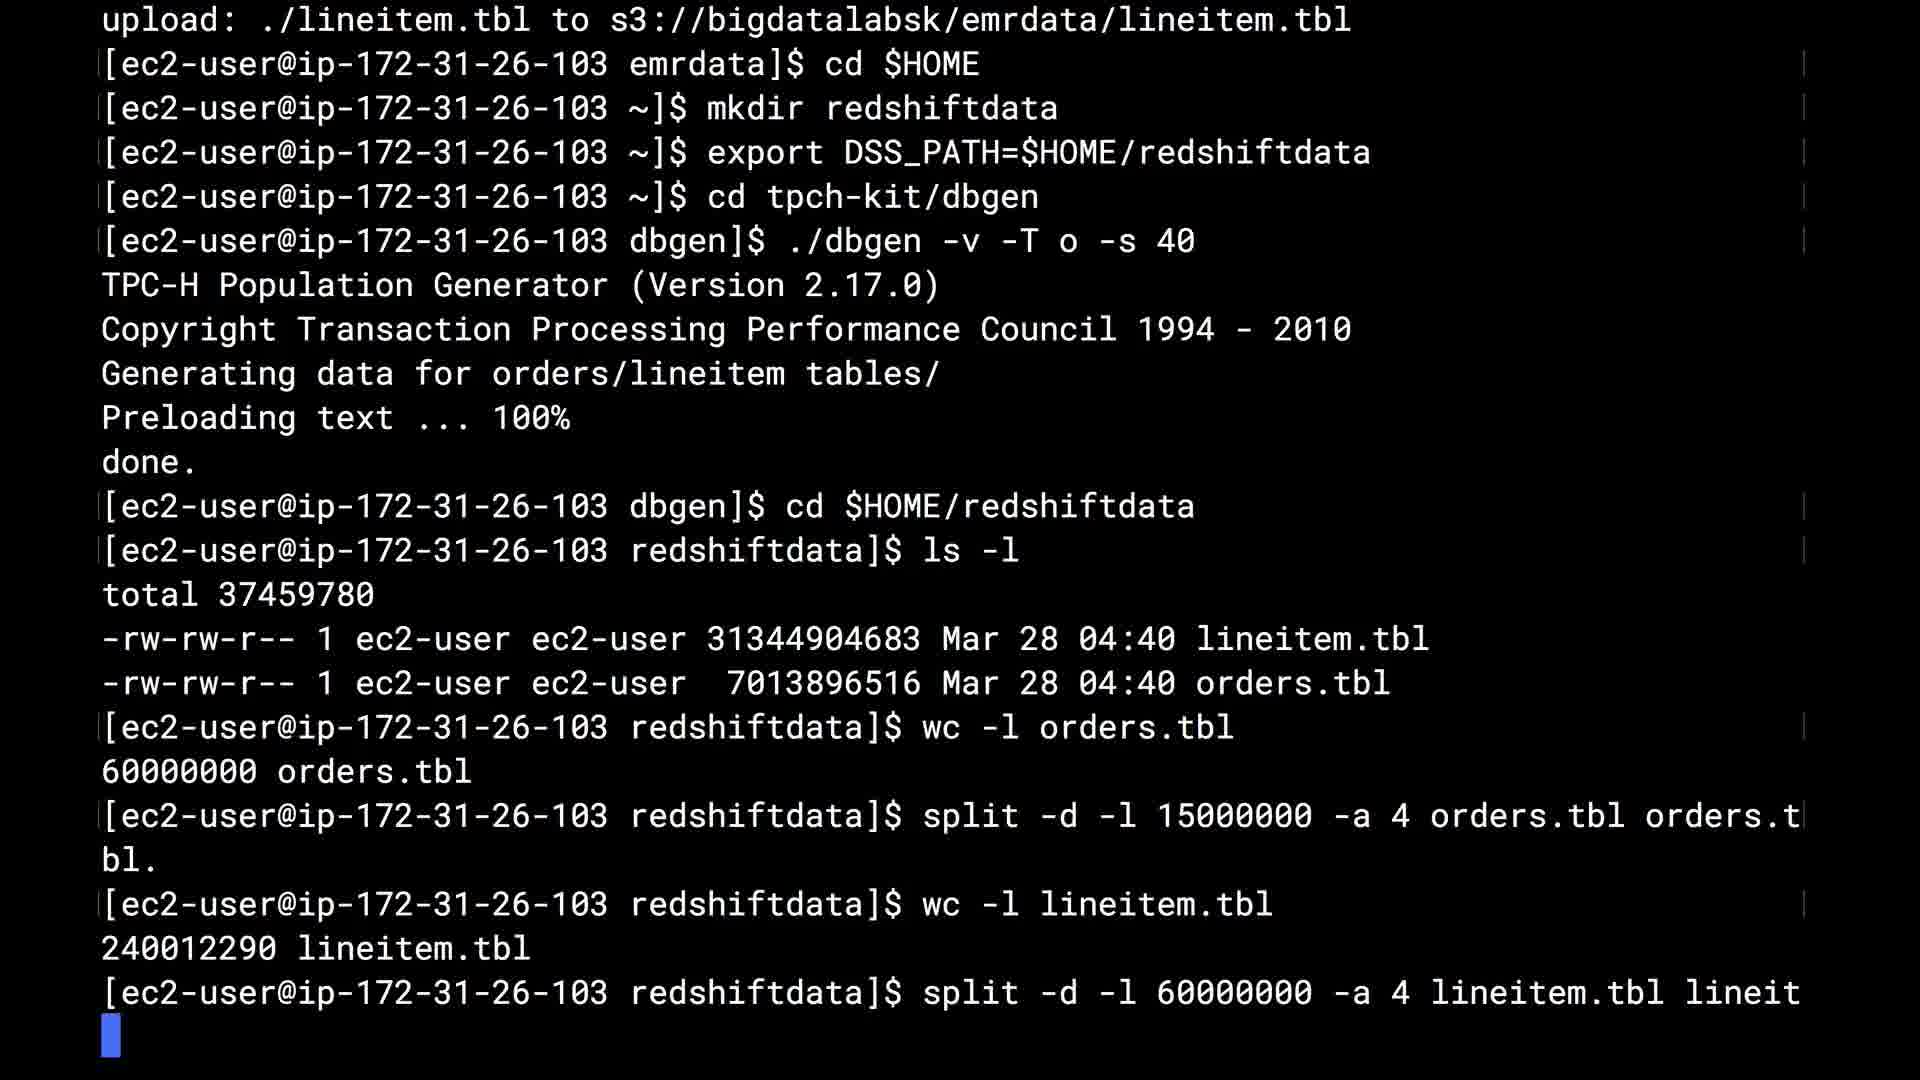 upload: ./lineitem.tbl to s3://bigdatalabsk/emrdata/lineitem.tbl
[ec2-user@ip-172-31-26-103 emrdata]$ cd $HOME
[ec2-user@ip-172-31-26-103 ~]$ mkdir redshiftdata
[ec2-user@ip-172-31-26-103 ~]$ export DSS_PATH=$HOME/redshiftdata
[ec2-user@ip-172-31-26-103 ~]$ cd tpch-kit/dbgen
[ec2-user@ip-172-31-26-103 dbgen]$ ./dbgen -v -T o -s 40
TPC-H Population Generator (Version 2.17.0)
Copyright Transaction Processing Performance Council 1994 - 2010
Generating data for orders/lineitem tables/
Preloading text ... 100%
done.
[ec2-user@ip-172-31-26-103 dbgen]$ cd $HOME/redshiftdata
[ec2-user@ip-172-31-26-103 redshiftdata]$ ls -l
total 37459780
-rw-rw-r-- 1 ec2-user ec2-user 31344904683 Mar 28 04:40 lineitem.tbl
-rw-rw-r-- 1 ec2-user ec2-user  7013896516 Mar 28 04:40 orders.tbl
[ec2-user@ip-172-31-26-103 redshiftdata]$ wc -l orders.tbl
60000000 orders.tbl
[ec2-user@ip-172-31-26-103 redshiftdata]$ split -d -l 15000000 -a 4 orders.tbl orders.t
bl.
[ec2-user@ip-172-31-26-103 redshiftdata]$ wc -l lineitem.tbl
240012290 lineitem.tbl
[ec2-user@ip-172-31-26-103 redshiftdata]$ split -d -l 60000000 -a 4 lineitem.tbl lineit